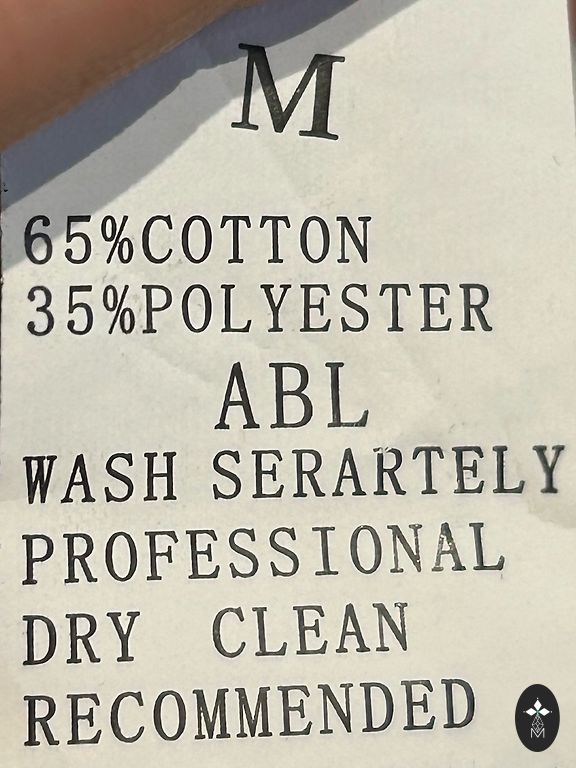 M
65%COTTON
35%POLYESTER
ABL
WASH SERARTELY
PROFESSIONAL
DRY CLEAN
RECOMMENDED
M